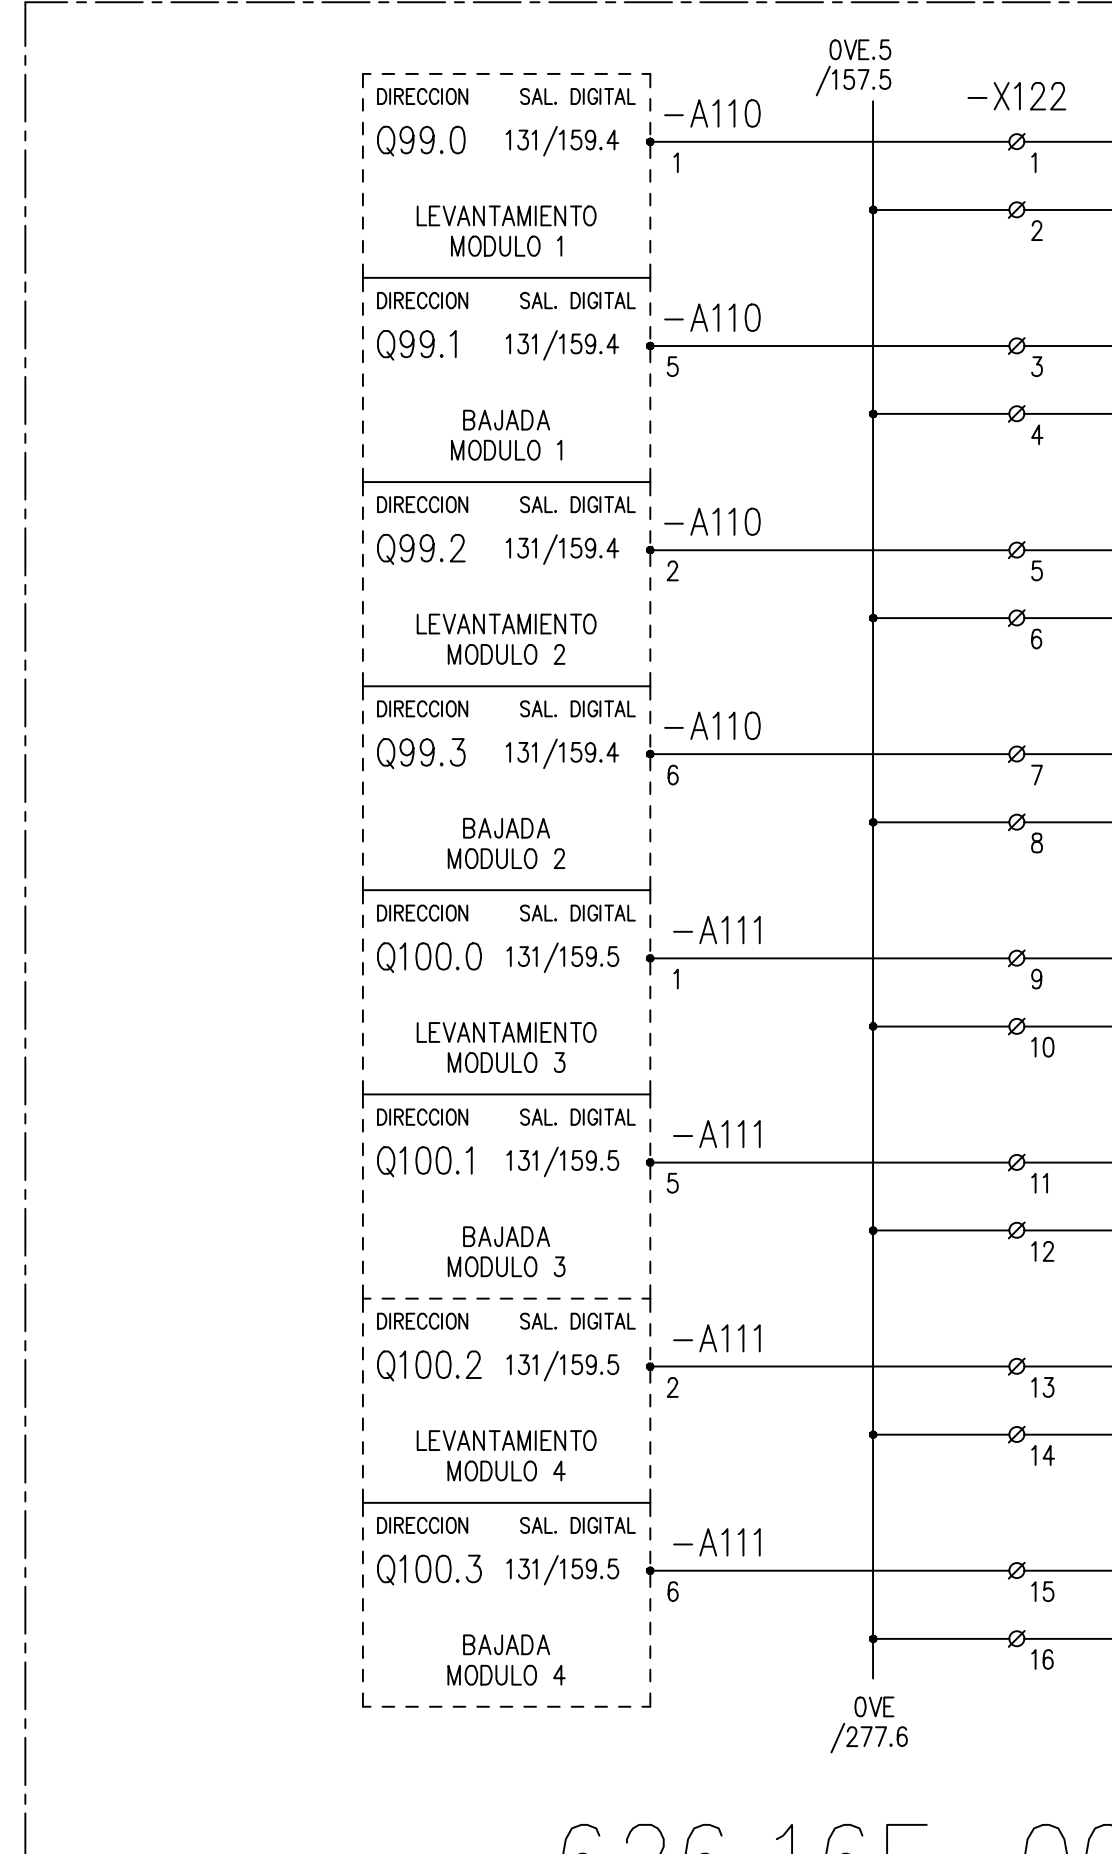 OVE.5
/157.5
-X122
DIRECCION SAL. DIGITAL
Q99.0 131/159.4
-A110
1
1
LEVANTAMIENTO
MODULO 1
2
DIRECCION SAL. DIGITAL
Q99.1 131/159.4
-A110
5
3
BAJADA
MODULO 1
4
DIRECCION SAL. DIGITAL
Q99.2 131/159.4
-A110
2
5
LEVANTAMIENTO
MODULO 2
6
DIRECCION SAL. DIGITAL
Q99.3 131/159.4
-A110
6
7
BAJADA
MODULO 2
8
DIRECCION SAL. DIGITAL
Q100.0 131/159.5
-A111
1
9
LEVANTAMIENTO
MODULO 3
10
DIRECCION SAL. DIGITAL
Q100.1 131/159.5
-A111
5
11
BAJADA
MODULO 3
12
DIRECCION SAL. DIGITAL
Q100.2 131/159.5
-A111
2
13
LEVANTAMIENTO
MODULO 4
14
DIRECCION SAL. DIGITAL
Q100.3 131/159.5
-A111
6
15
BAJADA
MODULO 4
16
OVE
/277.6